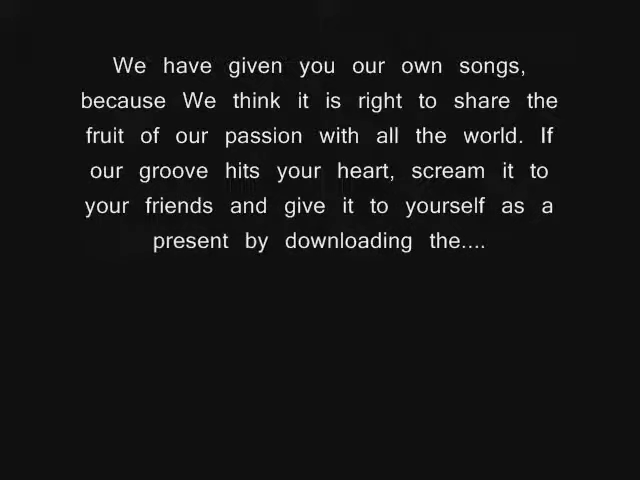 We have given you our own songs,
because We think it is right to share the
fruit of our passion with all the world. If
our groove hits your heart, scream it to
your friends and give it to yourself as a
present by downloading the....